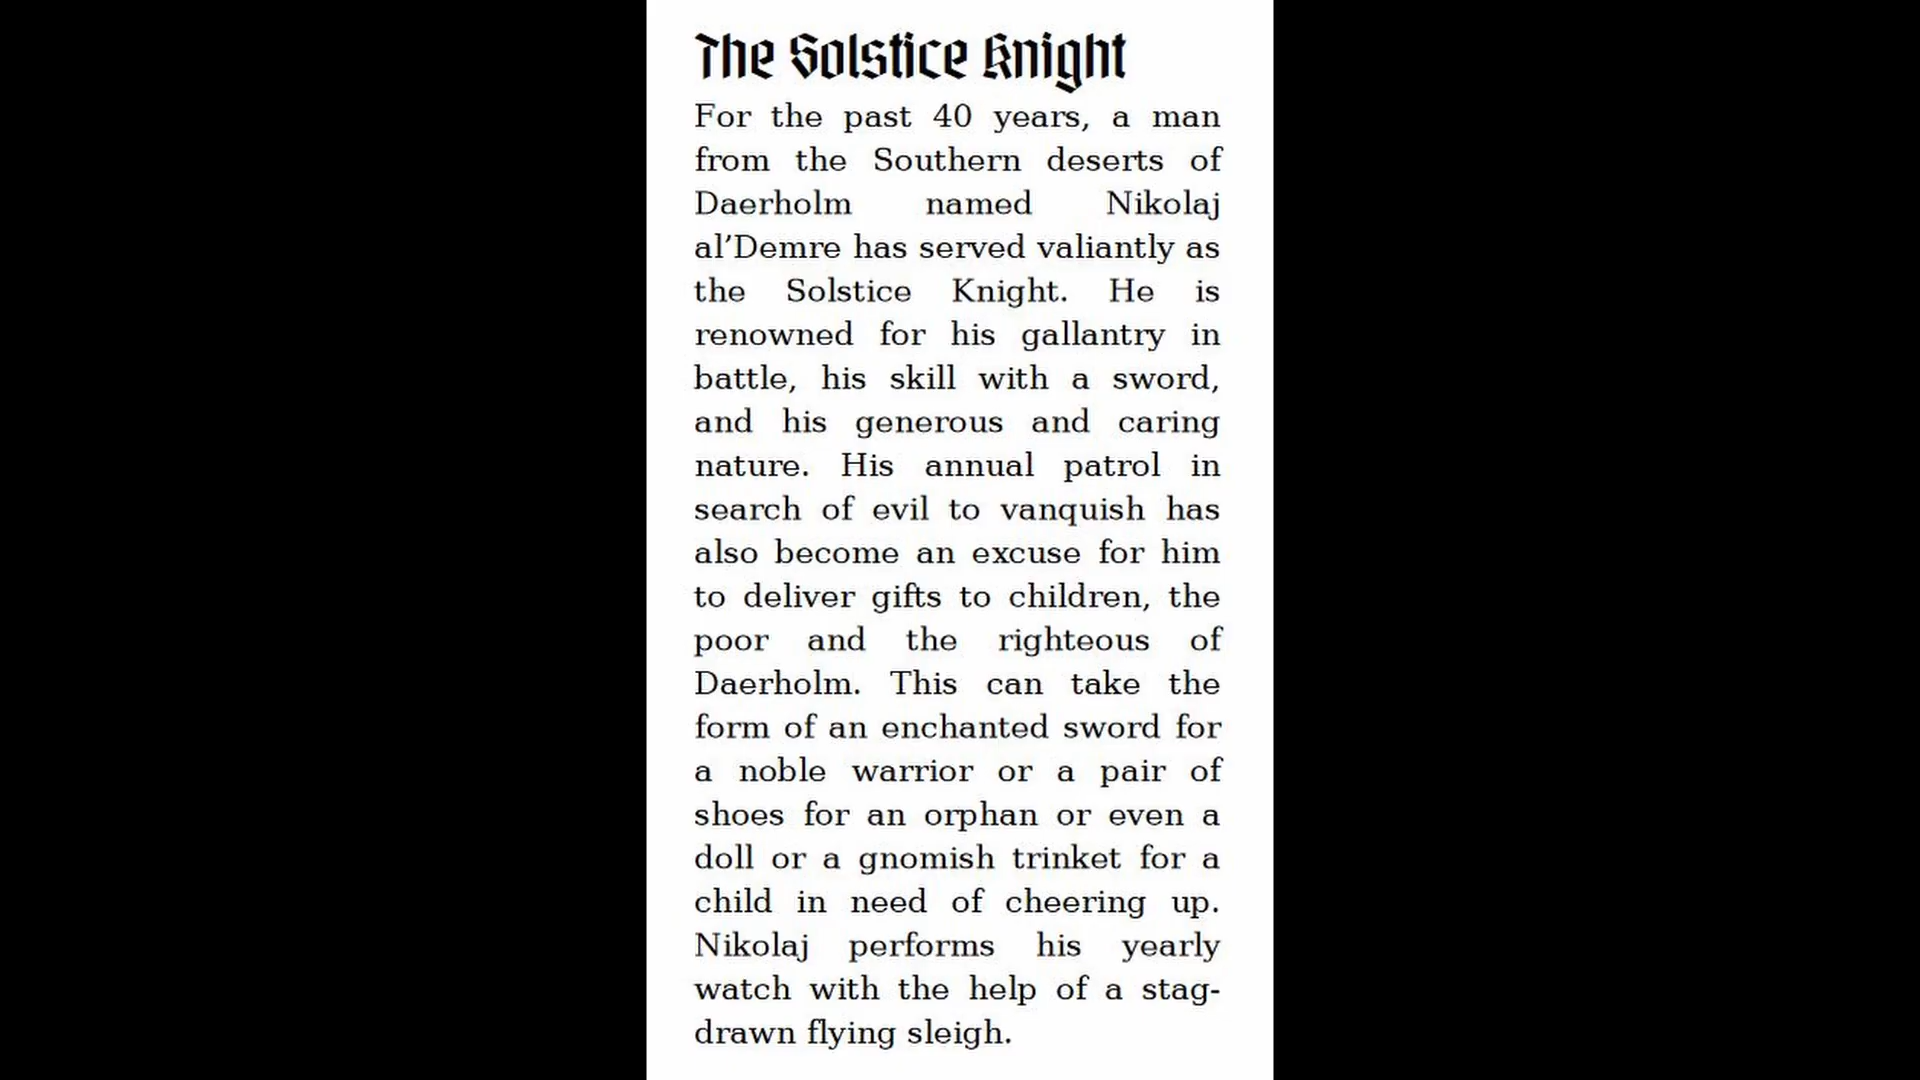 The Solstice Knight
For the past 40 years, a man
from the Southern deserts of
Daerholm named Nikolaj
al’Demre has served valiantly as
the Solstice Knight. He is
renowned for his gallantry in
battle, his skill with a sword,
and his generous and caring
nature. His annual patrol in
search of evil to vanquish has
also become an excuse for him
to deliver gifts to children, the
poor and the righteous of
Daerholm. This can take the
form of an enchanted sword for
a noble warrior or a pair of
shoes for an orphan or even a
doll or a gnomish trinket for a
child in need of cheering up.
Nikolaj performs his yearly
watch with the help of a stag-
drawn flying sleigh.